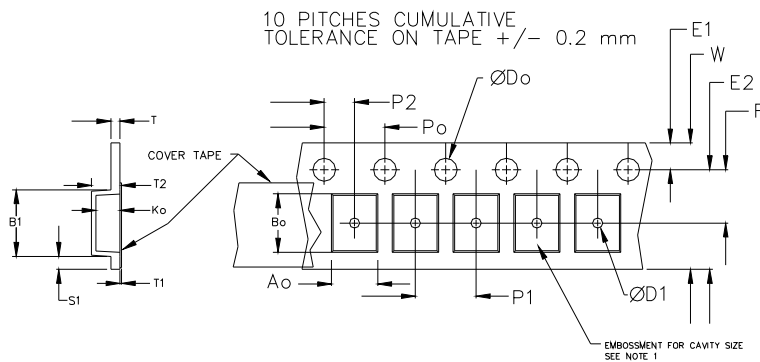 10 PITCHES CUMULATIVE
TOLERANCE ON TAPE +/- 0.2 mm
E1
W
E2
F
ØDo
P2
Po
T
COVER TAPE
T2
B1
Ko
Bo
S1
T1
Ao
P1
ØD1
EMBOSSMENT FOR CAVITY SIZE
SEE NOTE 1